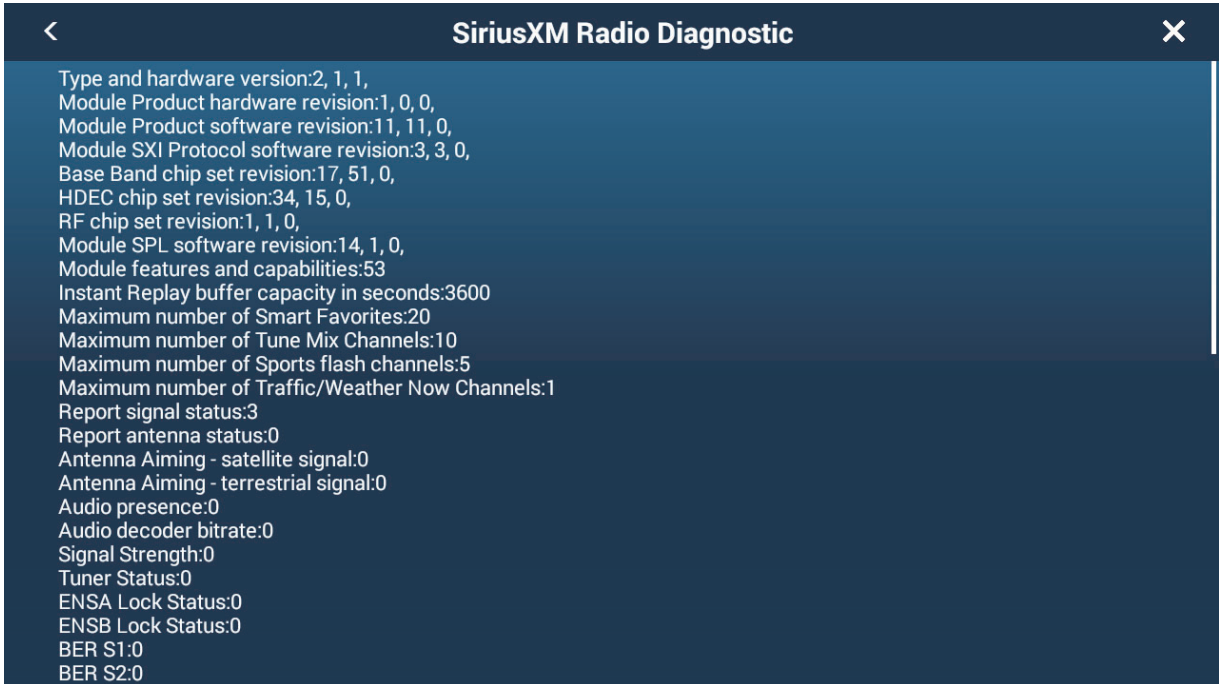 SiriusXM Radio Diagnostic
Type and hardware version:2, 1, 1,
Module Product hardware revision:1, 0, 0,
Module Product software revision:11, 11, 0,
Module SXI Protocol software revision:3, 3, 0,
Base Band chip set revision:17, 51, 0,
HDEC chip set revision:34, 15, 0,
RF chip set revision:1, 1, 0,
Module SPL software revision:14, 1, 0,
Module features and capabilities:53
Instant Replay buffer capacity in seconds:3600
Maximum number of Smart Favorites:20
Maximum number of Tune Mix Channels:10
Maximum number of Sports flash channels:5
Maximum number of Traffic/Weather Now Channels:1
Report signal status:3
Report antenna status:0
Antenna Aiming - satellite signal:0
Antenna Aiming - terrestrial signal:0
Audio presence:0
Audio decoder bitrate:0
Signal Strength:0
Tuner Status:0
ENSA Lock Status:0
ENSB Lock Status:0
BER S1:0
BER S2:0